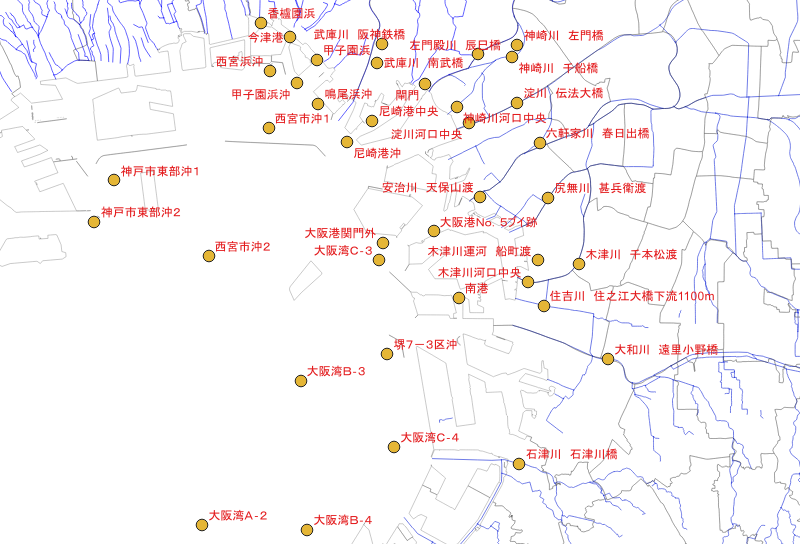 香櫨園浜
今津港
武庫川 阪神鉄橋
神崎川 左門橋
左門殿川 辰巳橋
甲子園浜
西宮浜沖
武庫川 南武橋
神崎川 千船橋
甲子園浜沖
鳴尾浜沖
閘門
淀川 伝法大橋
尼崎港中央
西宮市沖1
神崎川河口中央
淀川河口中央
六軒家川 春日出橋
尼崎港沖
神戸市東部沖1
安治川 天保山渡
尻無川 甚兵衛渡
神戸市東部沖2
大阪港No. 5ブイ跡
大阪港関門外
西宮市沖2
大阪湾C-3
木津川運河 船町渡
木津川 千本松渡
木津川河口中央
南港
住吉川 住之江大橋下流1100m
堺7-3区沖
大和川 遠里小野橋
大阪湾B-3
大阪湾C-4
石津川 石津川橋
大阪湾A-2
大阪湾B-4